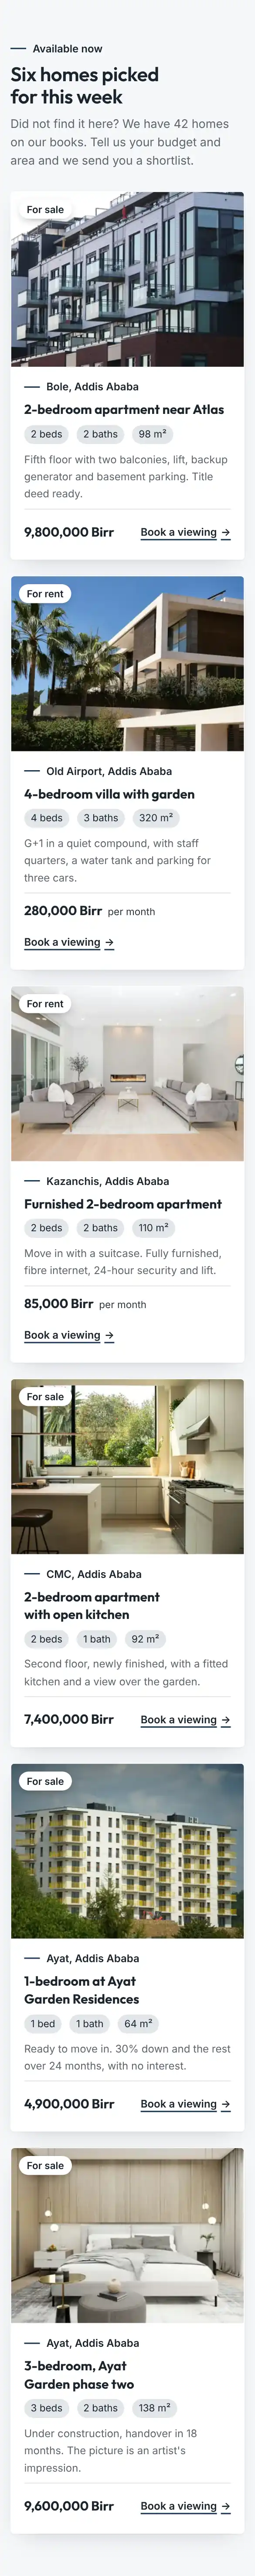 Available now
Six homes picked
for this week
Did not find it here? We have 42 homes
on our books. Tell us your budget and
area and we send you a shortlist.
For sale
Bole, Addis Ababa
2-bedroom apartment near Atlas
2 beds 2 baths 98 m²
Fifth floor with two balconies, lift, backup
generator and basement parking. Title
deed ready.
9,800,000 Birr Book a viewing →
For rent
Old Airport, Addis Ababa
4-bedroom villa with garden
4 beds 3 baths 320 m²
G+1 in a quiet compound, with staff
quarters, a water tank and parking for
three cars.
280,000 Birr per month
Book a viewing →
For rent
Kazanchis, Addis Ababa
Furnished 2-bedroom apartment
2 beds 2 baths 110 m²
Move in with a suitcase. Fully furnished,
fibre internet, 24-hour security and lift.
85,000 Birr per month
Book a viewing →
For sale
CMC, Addis Ababa
2-bedroom apartment
with open kitchen
2 beds 1 bath 92 m²
Second floor, newly finished, with a fitted
kitchen and a view over the garden.
7,400,000 Birr Book a viewing →
For sale
Ayat, Addis Ababa
1-bedroom at Ayat
Garden Residences
1 bed 1 bath 64 m²
Ready to move in. 30% down and the rest
over 24 months, with no interest.
4,900,000 Birr Book a viewing →
For sale
Ayat, Addis Ababa
3-bedroom, Ayat
Garden phase two
3 beds 2 baths 138 m²
Under construction, handover in 18
months. The picture is an artist's
impression.
9,600,000 Birr Book a viewing →